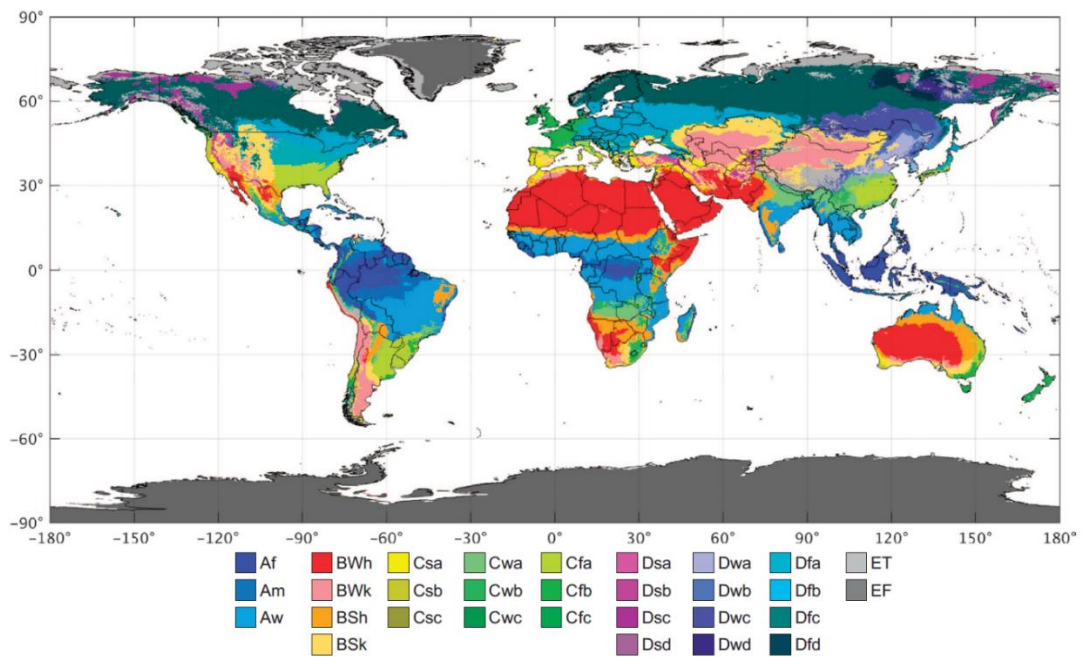 90°
60°
30°
0°
−30°
−60°
−90°
−180° −150° −120° −90° −60° −30° 0° 30° 60° 90° 120° 150° 180°
Af BWh Csa Cwa Cfa Dsa Dwa Dfa ET
Am BWk Csb Cwb Cfb Dsb Dwb Dfb EF
Aw BSh Csc Cwc Cfc Dsc Dwc Dfc
BSk Dsd Dwd Dfd